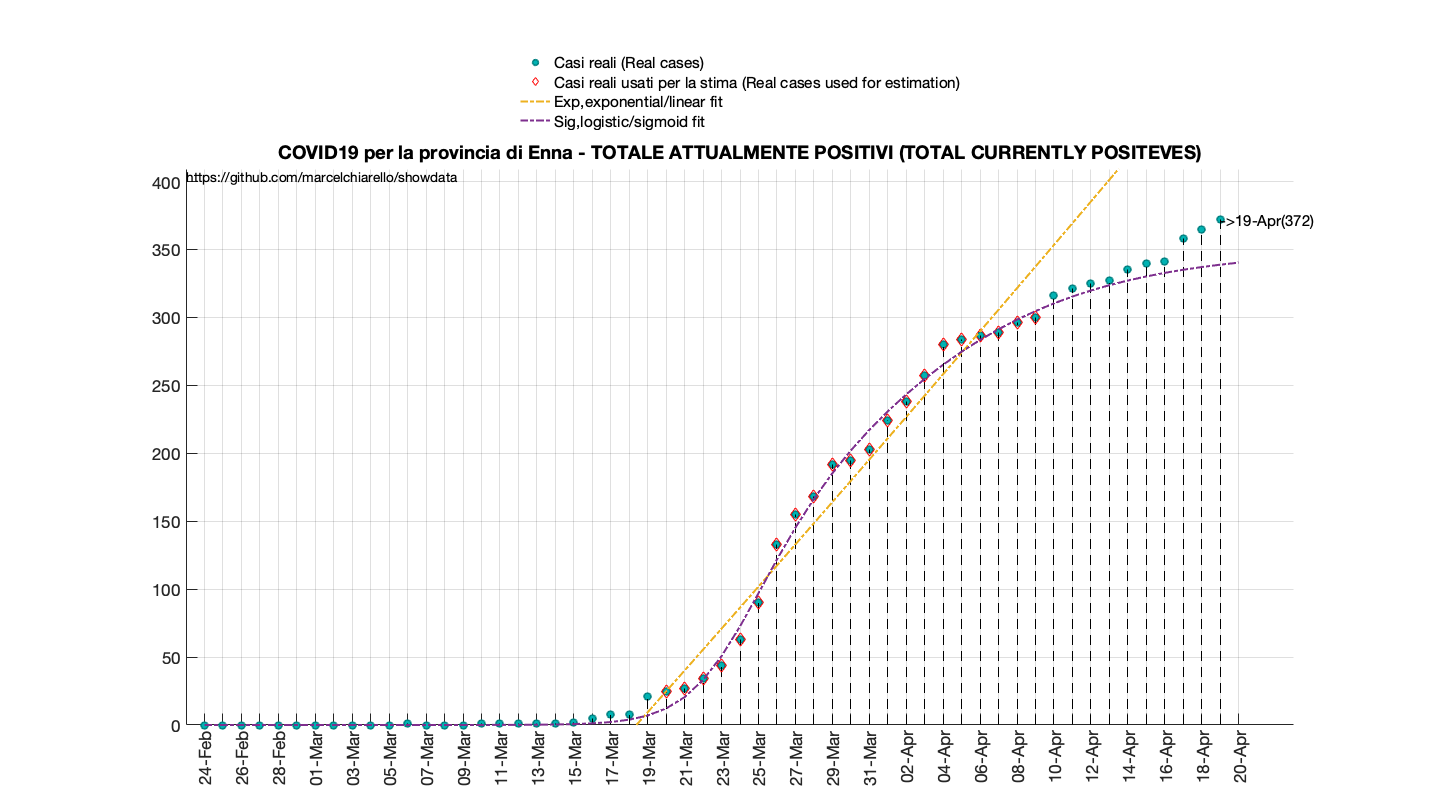 Casi reali (Real cases)
Casi reali usati per la stima (Real cases used for estimation)
Exp,exponential/linear fit
Sig,logistic/sigmoid fit
COVID19 per la provincia di Enna - TOTALE ATTUALMENTE POSITIVI (TOTAL CURRENTLY POSITEVES)
https://github.com/marcelchiarello/showdata
400
350
300
250
200
150
100
50
0
>19-Apr(372)
24-Feb
26-Feb
28-Feb
01-Mar
03-Mar
05-Mar
07-Mar
09-Mar
11-Mar
13-Mar
15-Mar
17-Mar
19-Mar
21-Mar
23-Mar
25-Mar
27-Mar
29-Mar
31-Mar
02-Apr
04-Apr
06-Apr
08-Apr
10-Apr
12-Apr
14-Apr
16-Apr
18-Apr
20-Apr